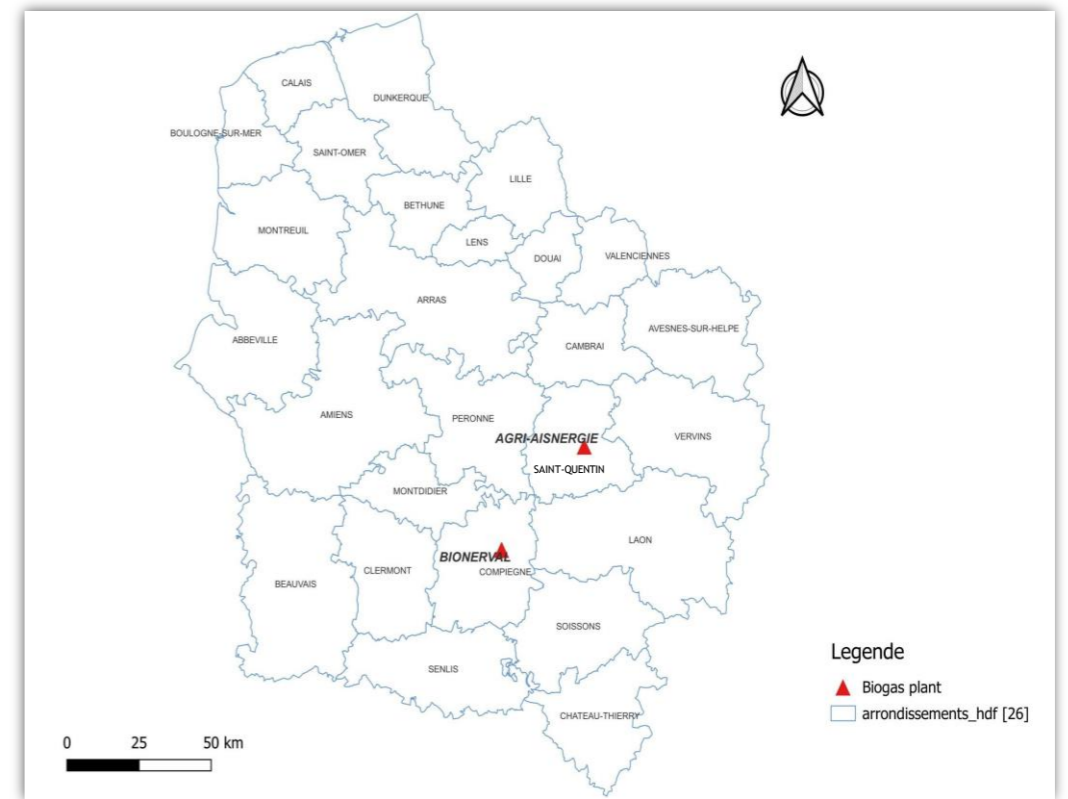 CALAIS
DUNKERQUE
BOULOGNE-SUR-MER
SAINT-OMER
LILLE
BETHUNE
MONTREUIL
LENS
DOUAI
VALENCIENNES
ARRAS
AVESNES-SUR-HELPE
ABBEVILLE
CAMBRAI
AMIENS
PERONNE
AGRI-AISNERGIE
VERVINS
SAINT-QUENTIN
MONTDIDIER
LAON
BIONERVAL
CLERMONT
COMPIEGNE
BEAUVAIS
SOISSONS
SENLIS
CHATEAU-THIERRY
Legende
Biogas plant
arrondissements_hdf [26]
0 25 50 km